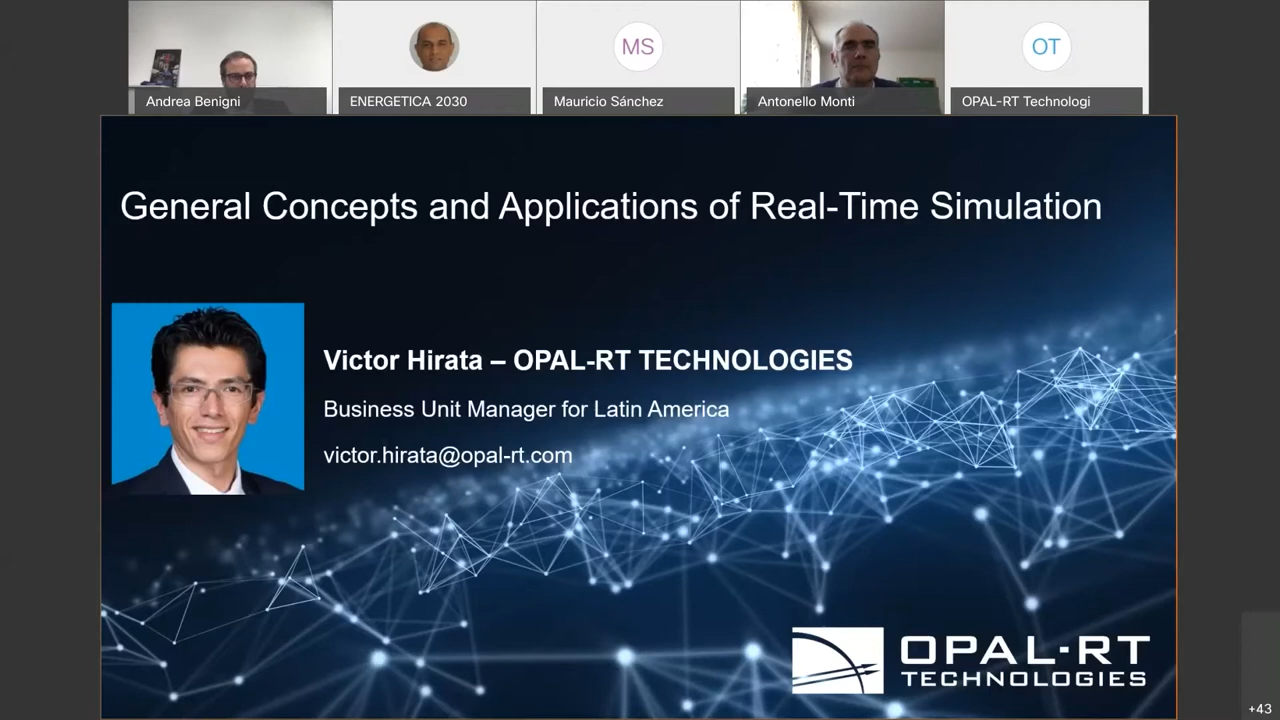 MS
OT
Andrea Benigni
ENERGETICA 2030
Mauricio Sánchez
Antonello Monti
OPAL-RT Technologi
General Concepts and Applications of Real-Time Simulation
Victor Hirata – OPAL-RT TECHNOLOGIES
Business Unit Manager for Latin America
victor.hirata@opal-rt.com
OPAL-RT
TECHNOLOGIES
+43